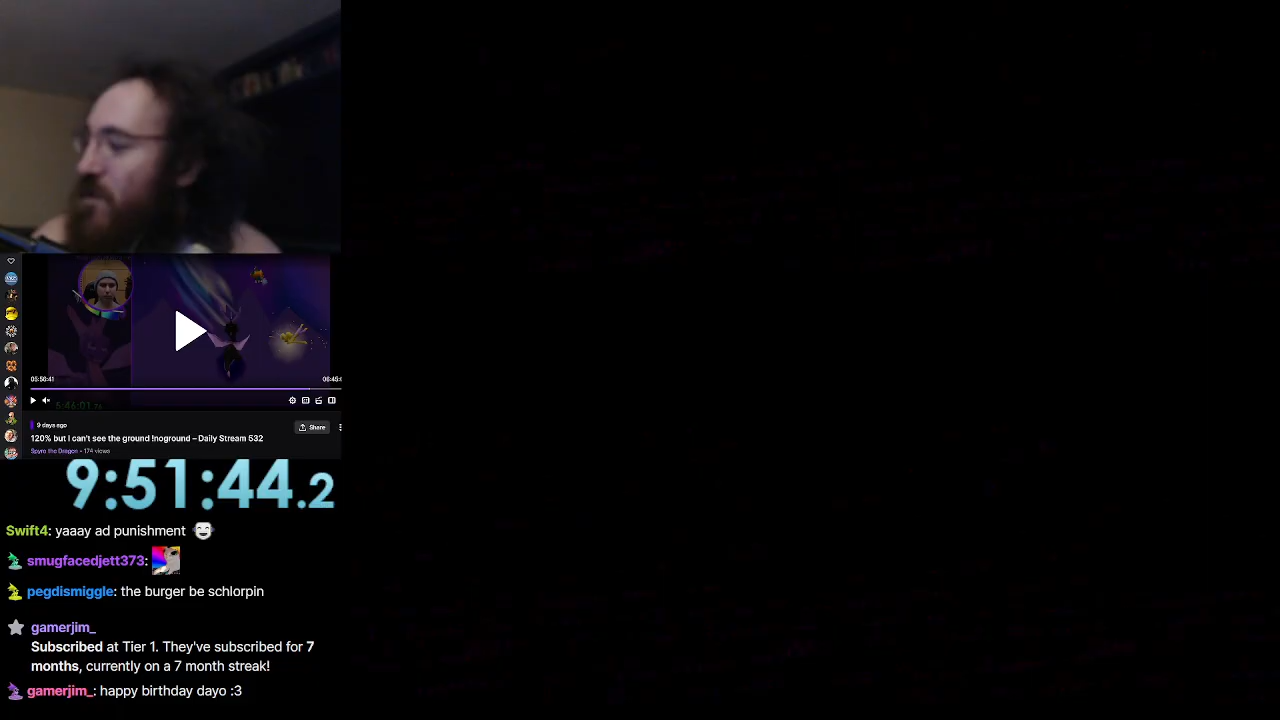 05:56:41
5:46:01
9 days ago
Share
120% but I can't see the ground !noground – Daily Stream 532
Spyro the Dragon • 174 views
9:51:44.2
Swift4: yaaay ad punishment
smugfacedjett373:
pegdismiggle: the burger be schlorpin
gamerjim_
Subscribed at Tier 1. They've subscribed for 7
months, currently on a 7 month streak!
gamerjim_: happy birthday dayo :3